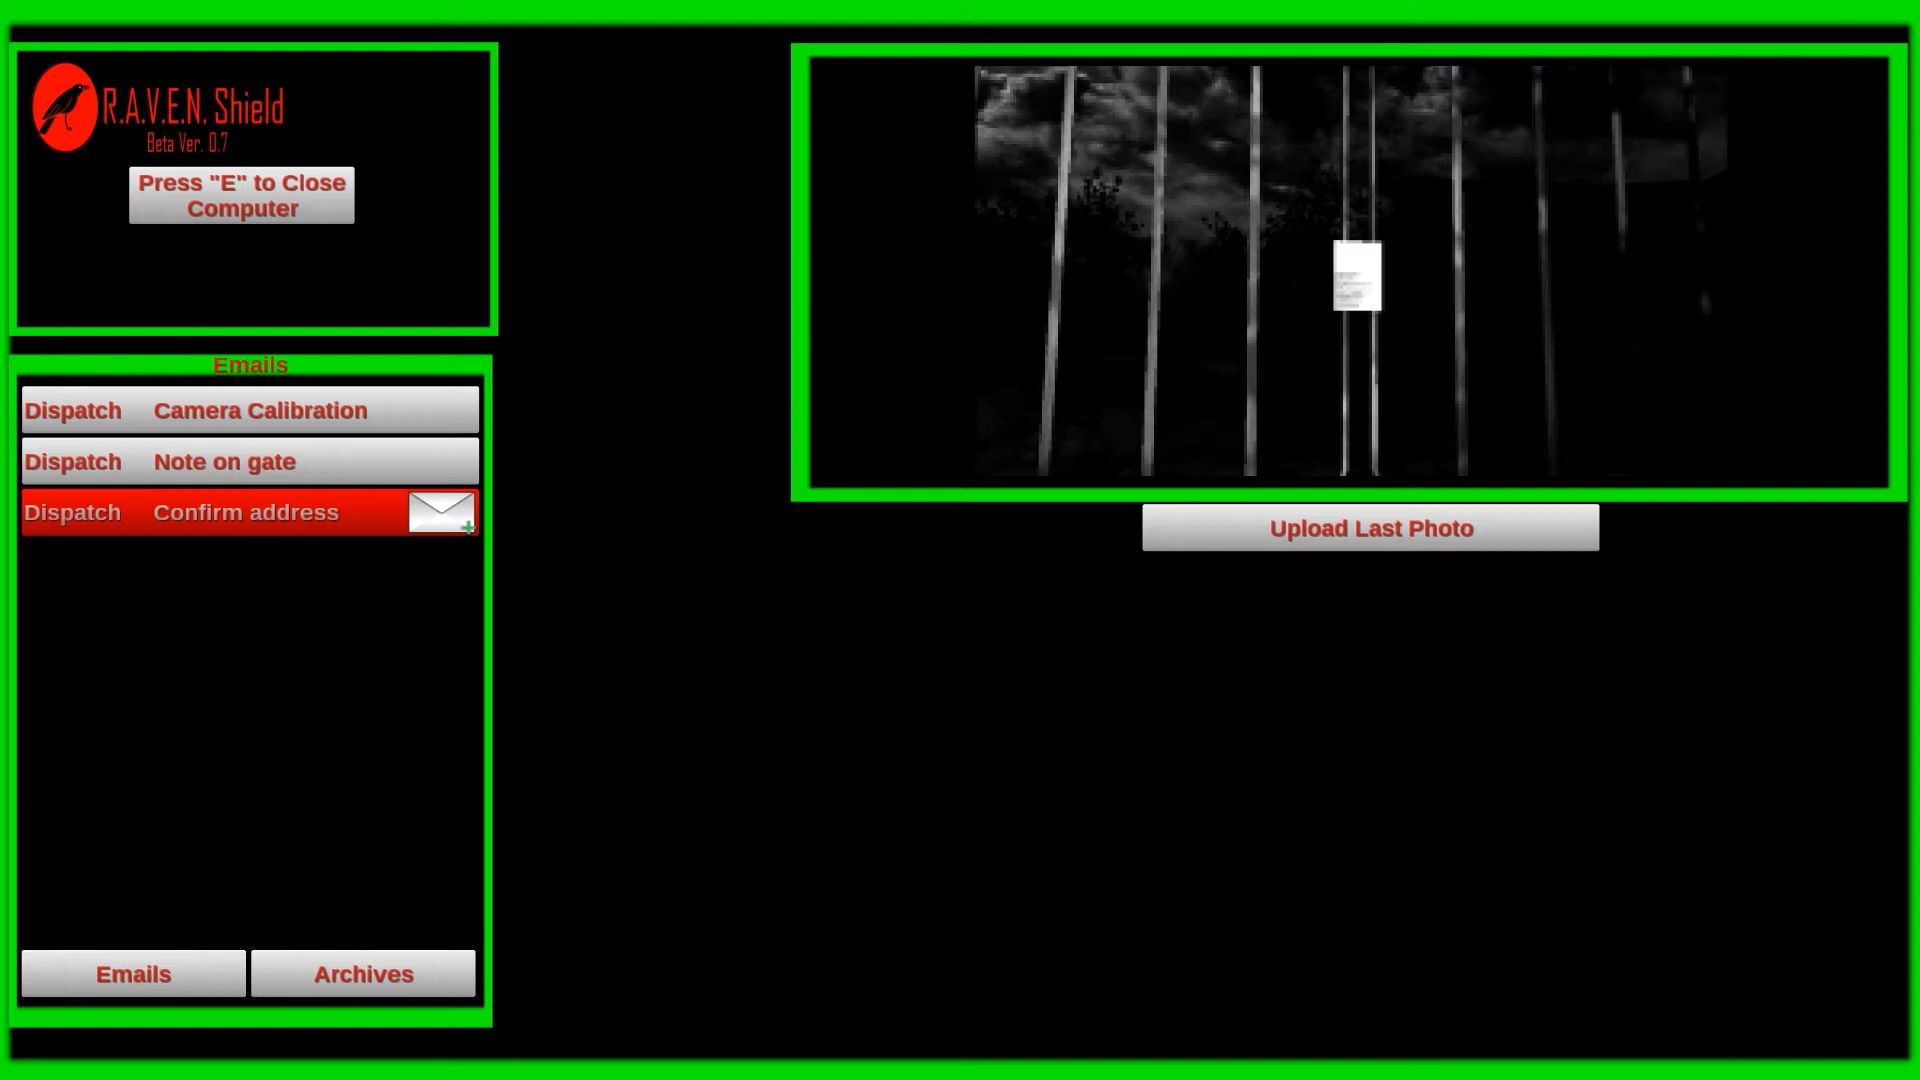 R.A.V.E.N. Shield
Beta Ver. 0.7
Press "E" to Close
Computer
Emails
Dispatch Camera Calibration
Dispatch Note on gate
Dispatch Confirm address
Emails Archives
Upload Last Photo